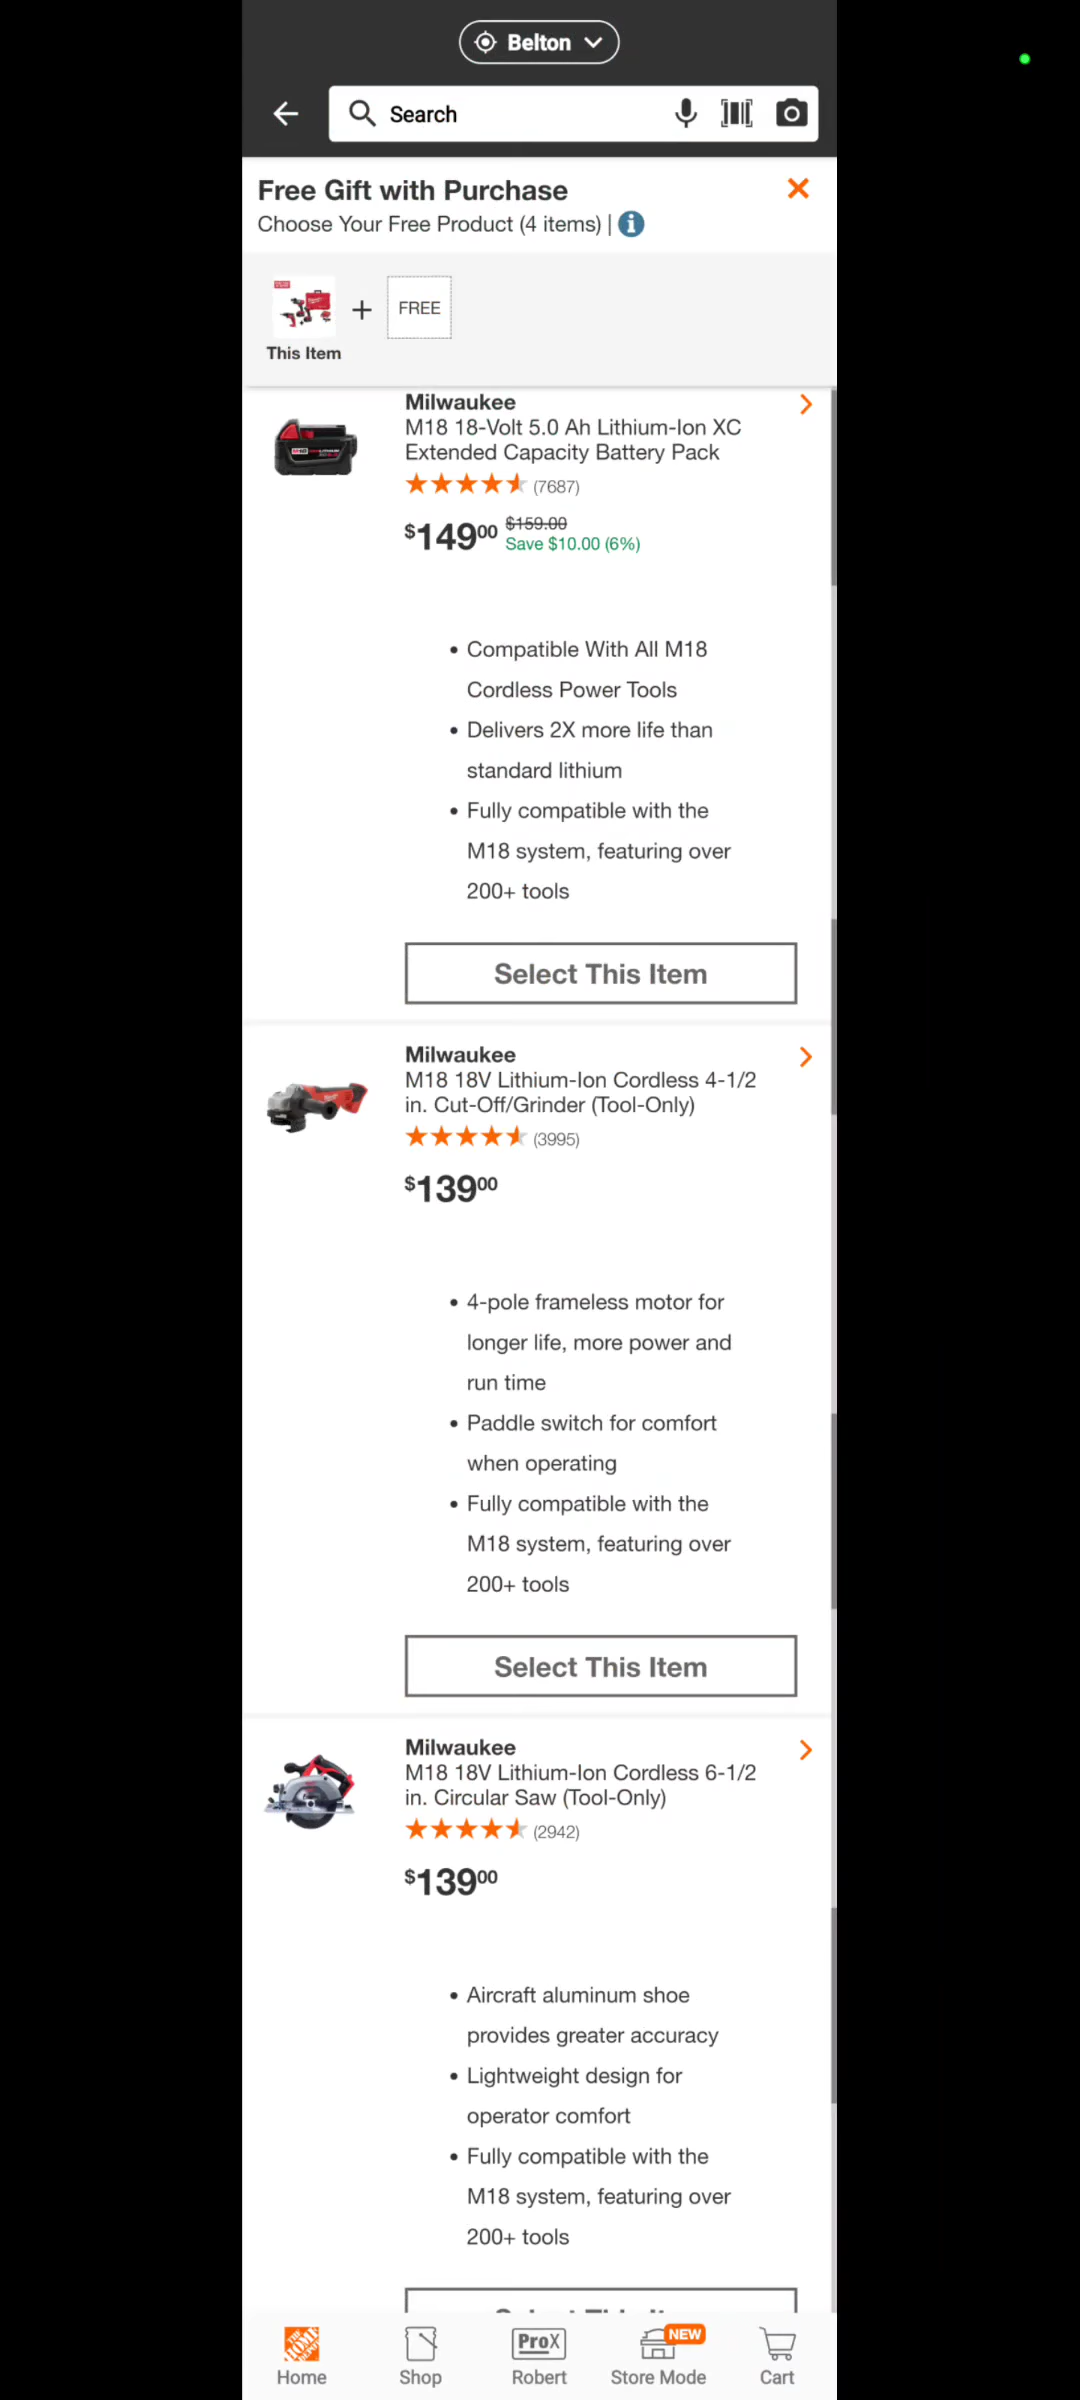 Belton
Search
Free Gift with Purchase
Choose Your Free Product (4 items) |
This Item
+
FREE
Milwaukee
M18 18-Volt 5.0 Ah Lithium-Ion XC
Extended Capacity Battery Pack
(7687)
$14900 $159.00
Save $10.00 (6%)
• Compatible With All M18
Cordless Power Tools
• Delivers 2X more life than
standard lithium
• Fully compatible with the
M18 system, featuring over
200+ tools
Select This Item
Milwaukee
M18 18V Lithium-Ion Cordless 4-1/2
in. Cut-Off/Grinder (Tool-Only)
(3995)
$13900
• 4-pole frameless motor for
longer life, more power and
run time
• Paddle switch for comfort
when operating
• Fully compatible with the
M18 system, featuring over
200+ tools
Select This Item
Milwaukee
M18 18V Lithium-Ion Cordless 6-1/2
in. Circular Saw (Tool-Only)
(2942)
$13900
• Aircraft aluminum shoe
provides greater accuracy
• Lightweight design for
operator comfort
• Fully compatible with the
M18 system, featuring over
200+ tools
ProX
NEW
Home
Shop
Robert
Store Mode
Cart